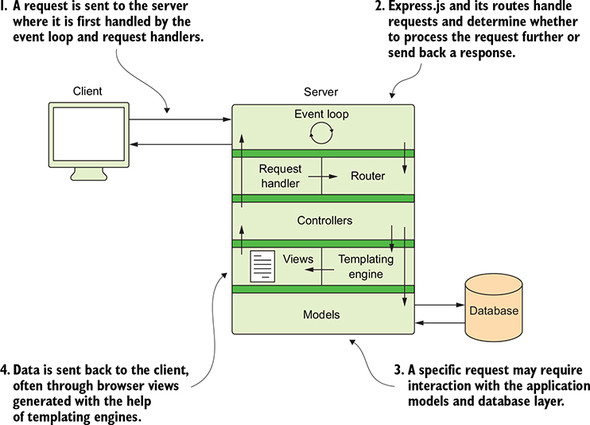 1. A request is sent to the server
where it is first handled by the
event loop and request handlers.
2. Express.js and its routes handle
requests and determine whether
to process the request further or
send back a response.
Client
Server
Event loop
Request
handler
Router
Controllers
Views
Templating
engine
Models
Database
4. Data is sent back to the client,
often through browser views
generated with the help
of templating engines.
3. A specific request may require
interaction with the application
models and database layer.